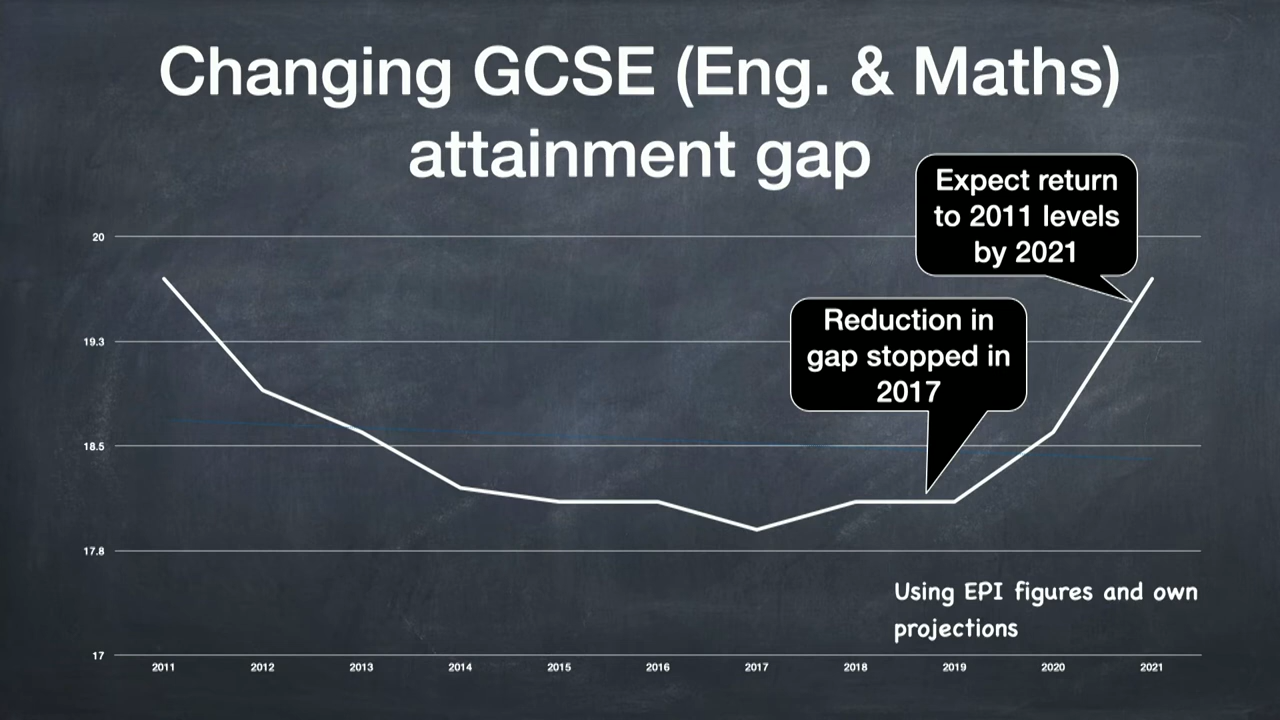 Changing GCSE (Eng. & Maths)
attainment gap
Expect return
to 2011 levels
by 2021
20
Reduction in
gap stopped in
2017
19.3
18.5
17.8
Using EPI figures and own
projections
17
2011 2012 2013 2014 2015 2016 2017 2018 2019 2020 2021